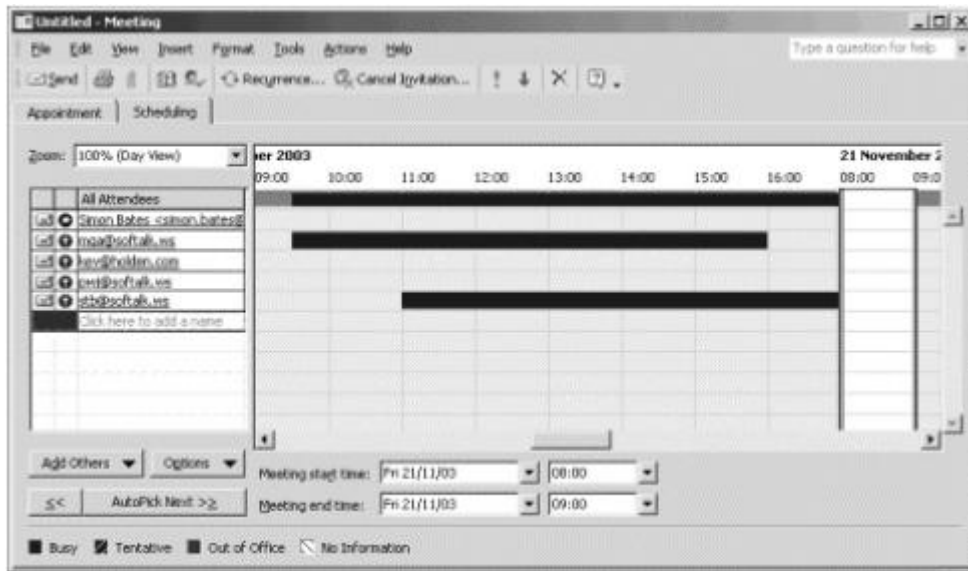 Untitled - Meeting
File Edit View Insert Format Tools Actions Help
Type a question for help
Send Recurrence... Cancel Invitation...
Appointment Scheduling
Zoom: 100% (Day View)
er 2003
21 November 2
09:00 10:00 11:00 12:00 13:00 14:00 15:00 16:00 08:00 09:0
All Attendees
Simon Bates <simon.bates@
mga@softalk.ws
kev@holden.com
pwt@softalk.ws
stb@softalk.ws
Click here to add a name
Add Others Options
Meeting start time: Fri 21/11/03 08:00
<< AutoPick Next >>
Meeting end time: Fri 21/11/03 09:00
Busy Tentative Out of Office No Information